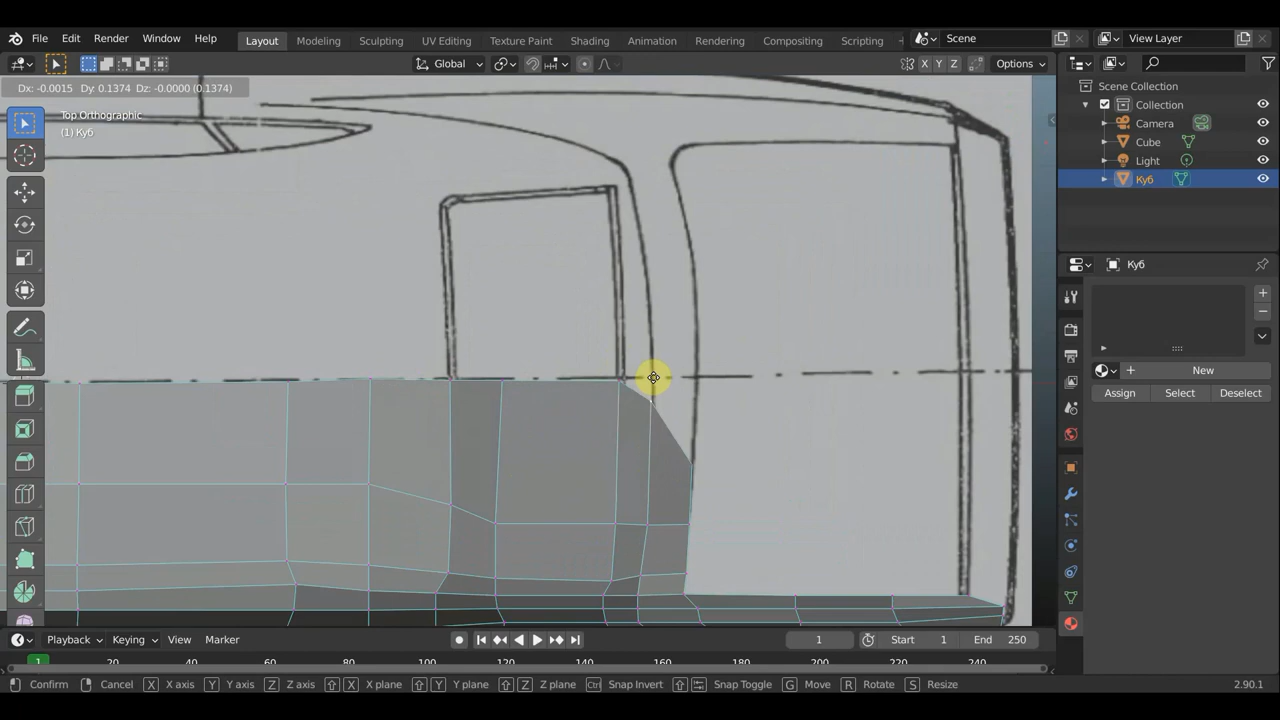 File Edit Render Window Help
Layout Modeling Sculpting UV Editing Texture Paint Shading Animation Rendering Compositing Scripting
Scene View Layer
Global X Y Z Options
Dx: -0.0015 Dy: 0.1374 Dz: -0.0000 (0.1374)
Top Orthographic
(1) Куб
Scene Collection
Collection
Camera
Cube
Light
Куб
Куб
New
Assign Select Deselect
Playback Keying View Marker 1 Start 1 End 250
1 20 40 60 80 100 120 140 160 180 200 220 240
Confirm Cancel X X axis Y Y axis Z Z axis X X plane Y Y plane Z Z plane Ctrl Snap Invert Snap Toggle G Move R Rotate S Resize 2.90.1